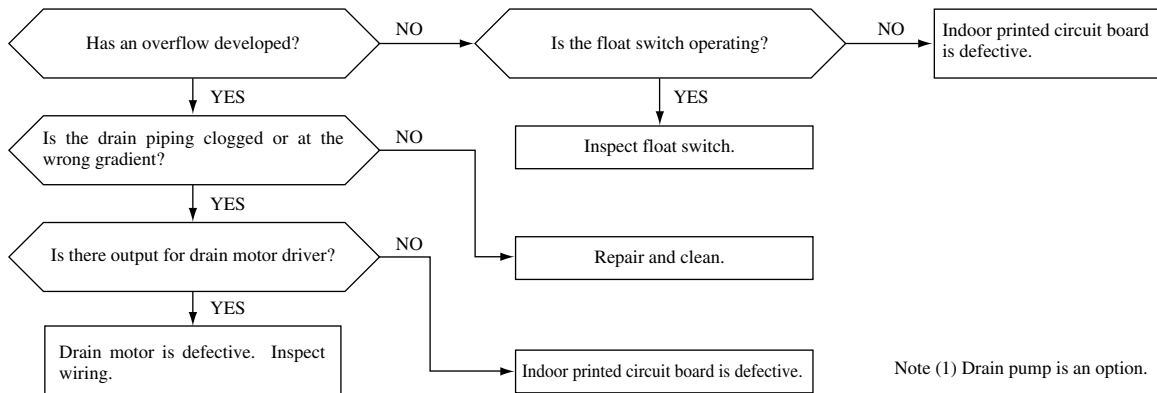 Has an overflow developed?
NO
Is the float switch operating?
NO
Indoor printed circuit board
is defective.
YES
YES
Is the drain piping clogged or at the
wrong gradient?
NO
Inspect float switch.
YES
Is there output for drain motor driver?
NO
Repair and clean.
YES
Drain motor is defective. Inspect
wiring.
Indoor printed circuit board is defective.
Note (1) Drain pump is an option.